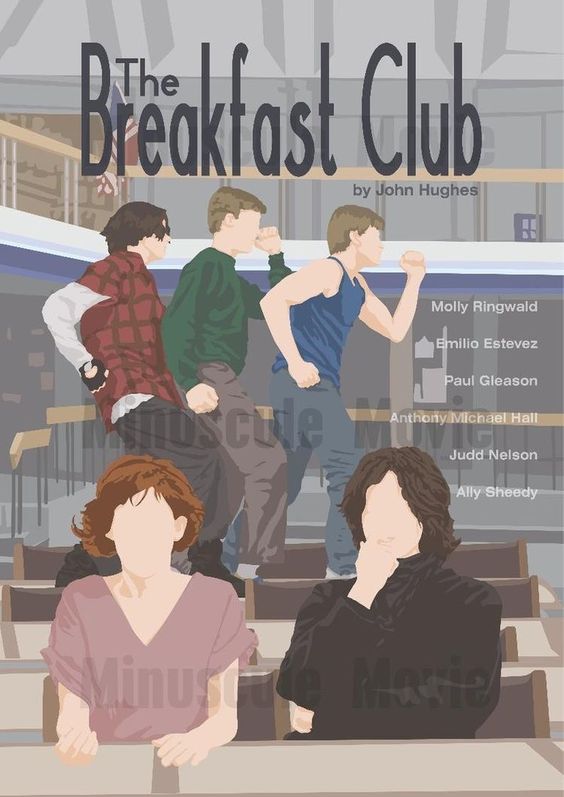 The
Breakfast Club
by John Hughes
Molly Ringwald
Emilio Estevez
Paul Gleason
Anthony Michael Hall
Judd Nelson
Ally Sheedy
Minuscule Movie
Minuscule Movie